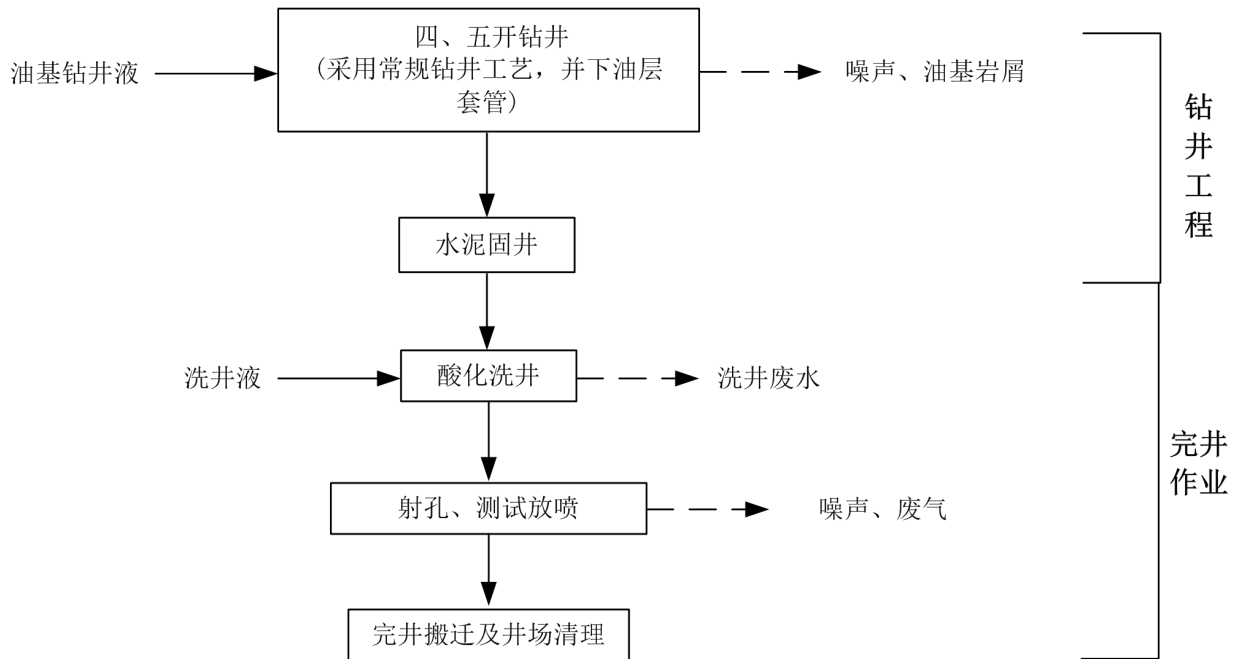 四、五开钻井
油基钻井液
(采用常规钻井工艺，并下油层
套管)
噪声、油基岩屑
钻
井
工
程
水泥固井
洗井液
酸化洗井
洗井废水
完井
作业
射孔、测试放喷
噪声、废气
完井搬迁及井场清理